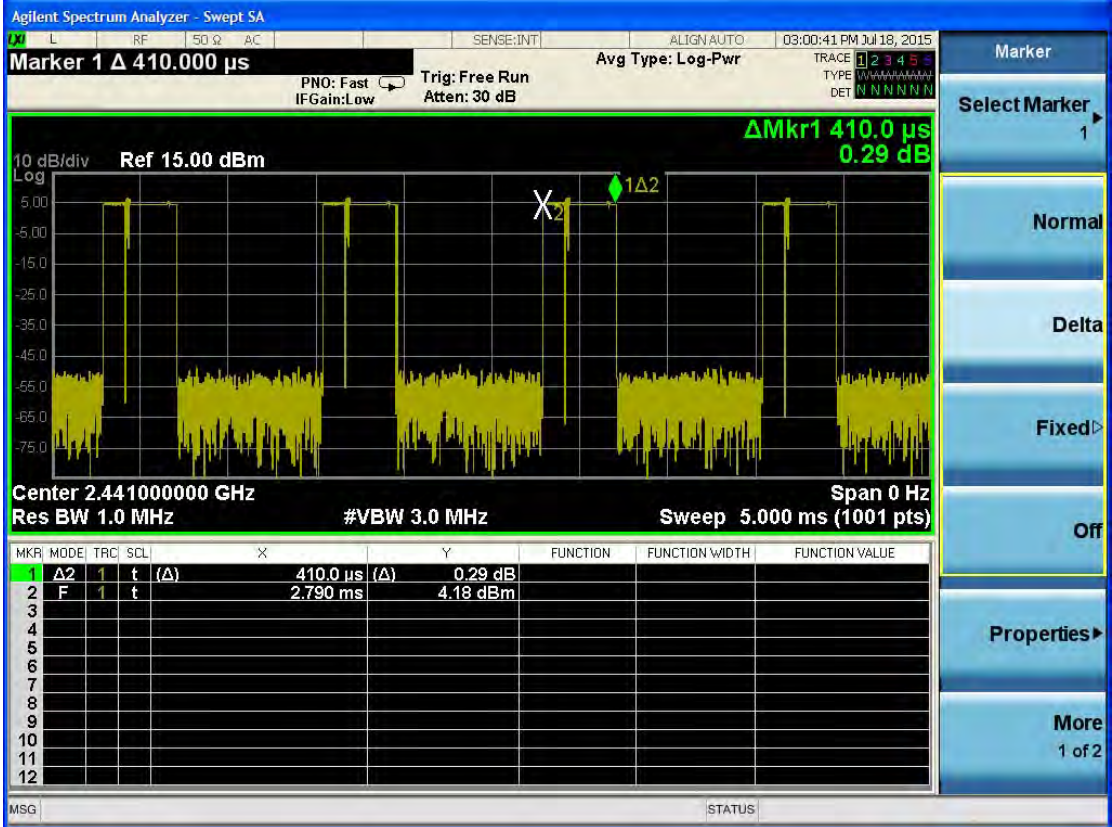 Agilent Spectrum Analyzer - Swept SA
LXI L RF 50 Ω AC SENSE:INT ALIGN AUTO 03:00:41 PM Jul 18, 2015
Marker 1 Δ 410.000 µs
PNO: Fast
IFGain:Low
Trig: Free Run
Atten: 30 dB
Avg Type: Log-Pwr
TRACE 1 2 3 4 5 6
TYPE
DET N N N N N N
ΔMkr1 410.0 µs
0.29 dB
10 dB/div Ref 15.00 dBm
Log
5.00
-5.00
-15.0
-25.0
-35.0
-45.0
-55.0
-65.0
-75.0
X2
1Δ2
Center 2.441000000 GHz
Span 0 Hz
Res BW 1.0 MHz
#VBW 3.0 MHz
Sweep 5.000 ms (1001 pts)
MKR MODE TRC SCL X Y FUNCTION FUNCTION WIDTH FUNCTION VALUE
1 Δ2 1 t (Δ) 410.0 µs (Δ) 0.29 dB
2 F 1 t 2.790 ms 4.18 dBm
3
4
5
6
7
8
9
10
11
12
MSG
STATUS
Marker
Select Marker
1
Normal
Delta
Fixed
Off
Properties
More
1 of 2